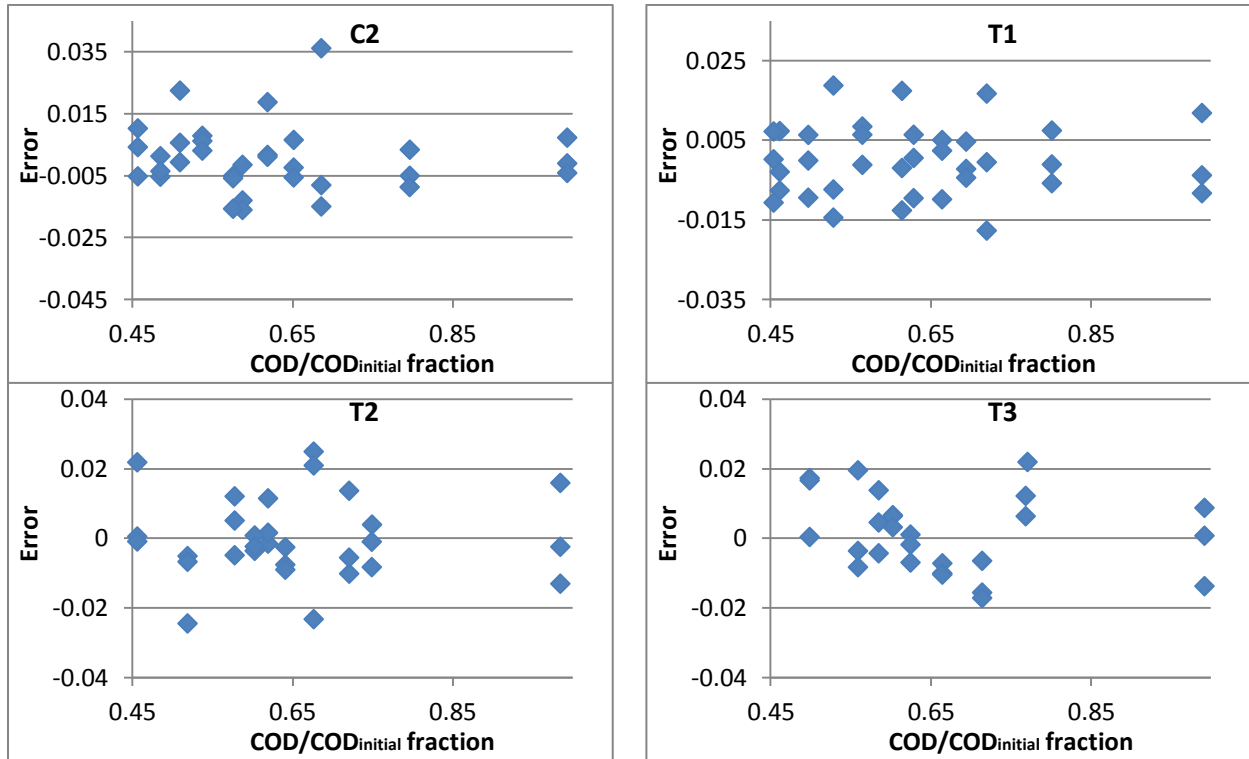 C2
0.035
0.015
-0.005
-0.025
-0.045
Error
0.45 0.65 0.85
COD/CODinitial fraction
T1
0.025
0.005
-0.015
-0.035
Error
0.45 0.65 0.85
COD/CODinitial fraction
T2
0.04
0.02
0
-0.02
-0.04
Error
0.45 0.65 0.85
COD/CODinitial fraction
T3
0.04
0.02
0
-0.02
-0.04
Error
0.45 0.65 0.85
COD/CODinitial fraction